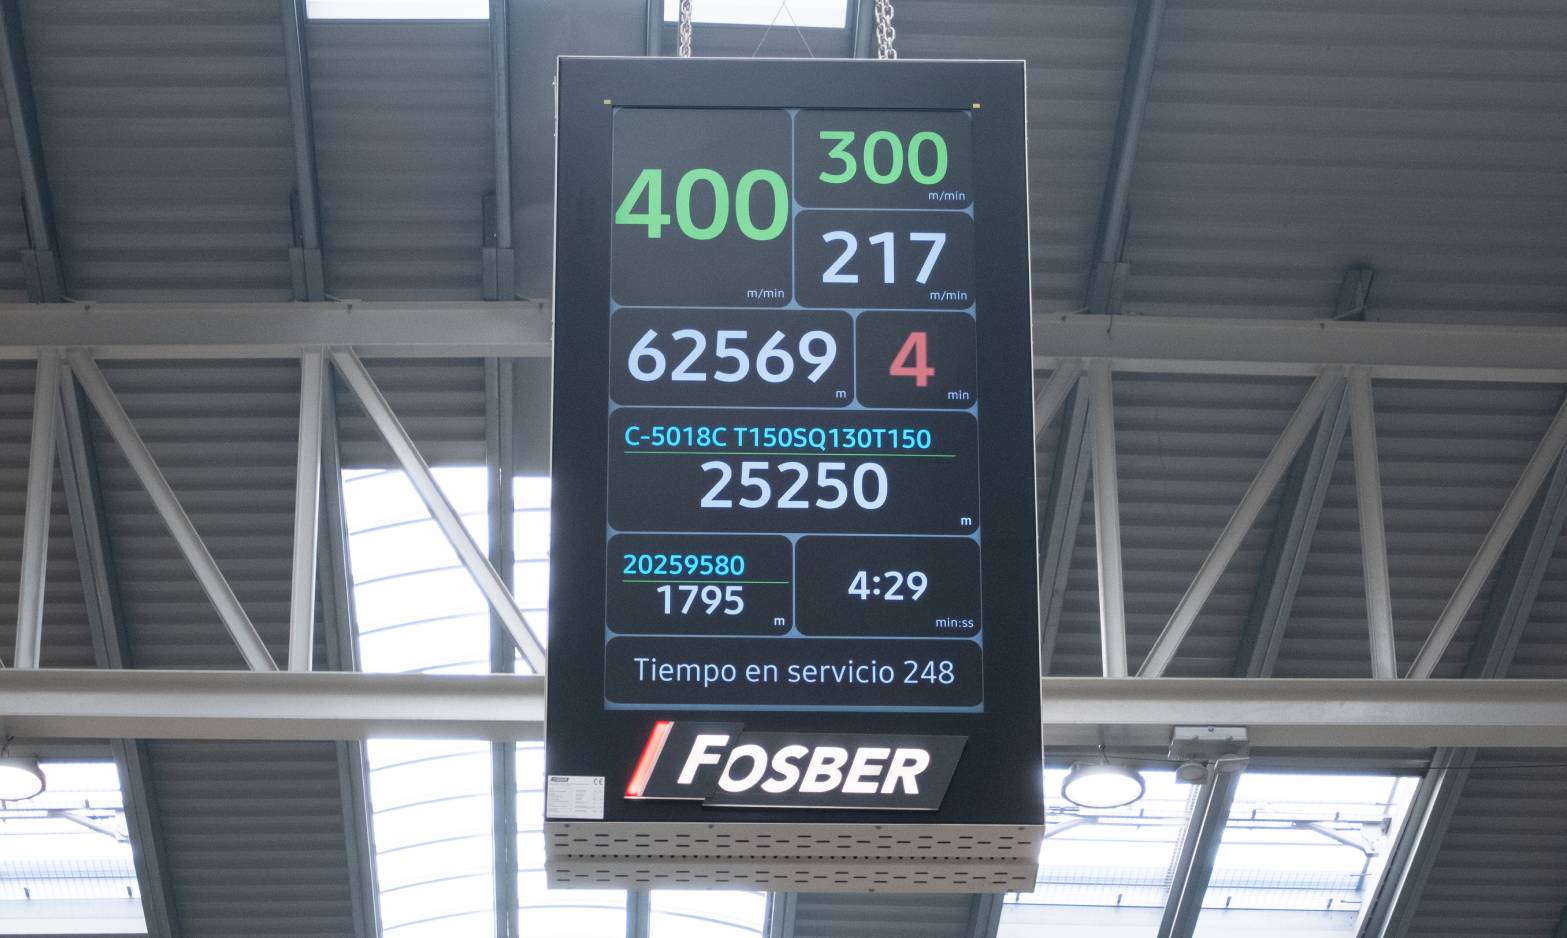 400
m/min
300
m/min
217
m/min
62569
m
4
min
C-5018C T150SQ130T150
25250
m
20259580
1795
m
4:29
min:ss
Tiempo en servicio 248
FOSBER